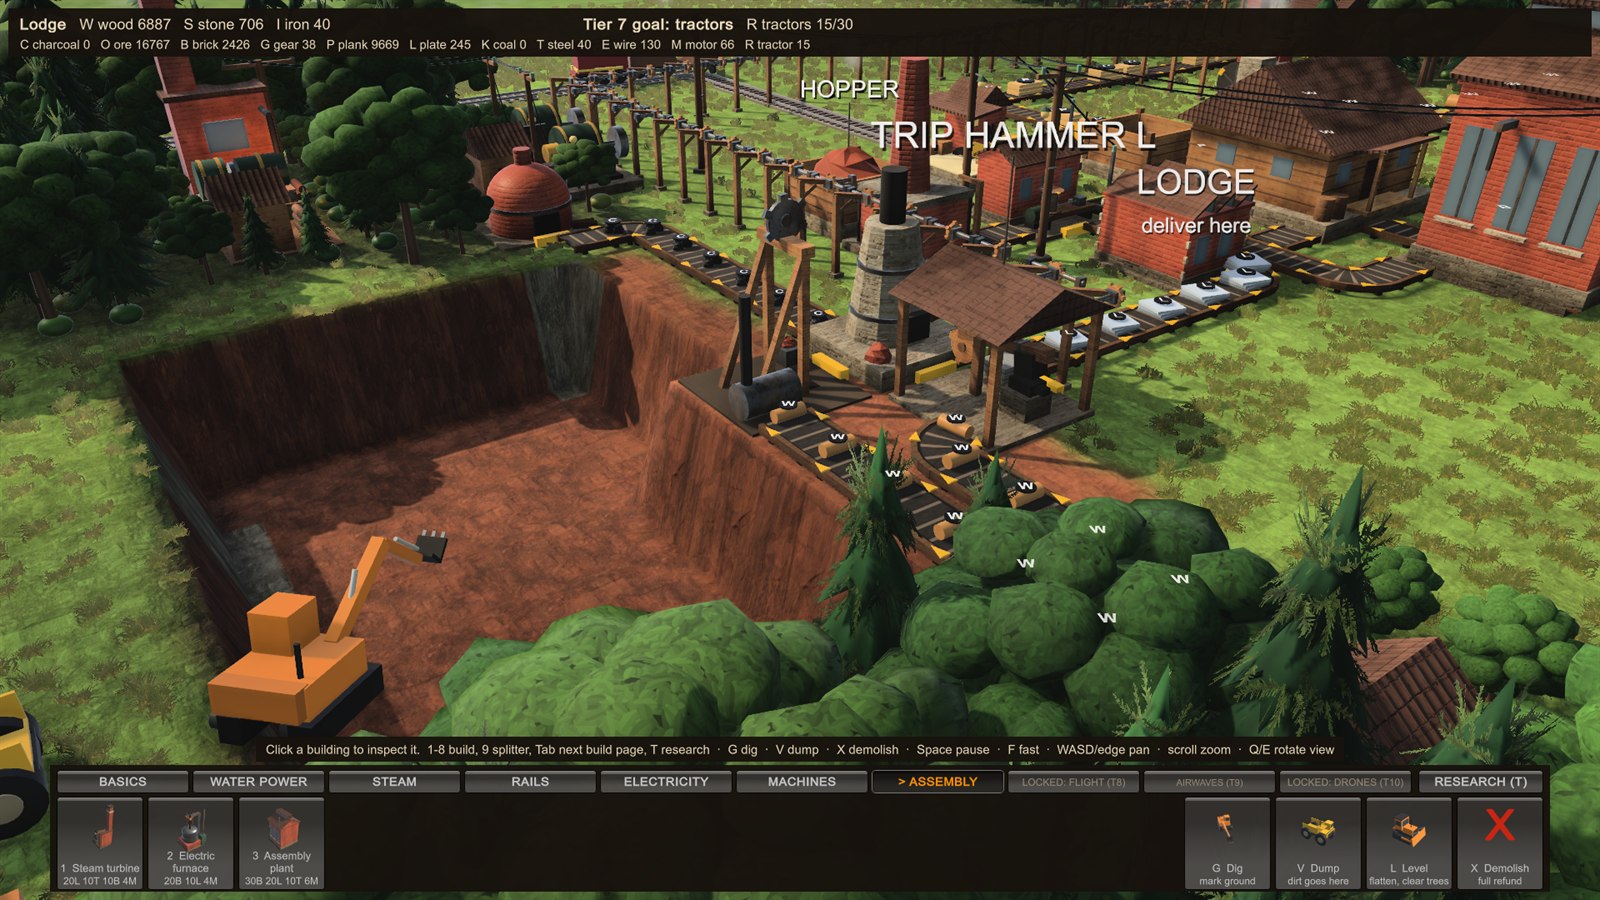 Lodge W wood 6887 S stone 706 I iron 40
Tier 7 goal: tractors R tractors 15/30
C charcoal 0 O ore 16767 B brick 2426 G gear 38 P plank 9669 L plate 245 K coal 0 T steel 40 E wire 130 M motor 66 R tractor 15
HOPPER
TRIP HAMMER L
LODGE
deliver here
Click a building to inspect it. 1-8 build, 9 splitter, Tab next build page, T research · G dig · V dump · X demolish · Space pause · F fast · WASD/edge pan · scroll zoom · Q/E rotate view
BASICS
WATER POWER
STEAM
RAILS
ELECTRICITY
MACHINES
> ASSEMBLY
LOCKED: FLIGHT (T8)
AIRWAVES (T9)
LOCKED: DRONES (T10)
RESEARCH (T)
1 Steam turbine
20L 10T 10B 4M
2 Electric
furnace
20B 10L 4M
3 Assembly
plant
30B 20L 10T 6M
G Dig
mark ground
V Dump
dirt goes here
L Level
flatten, clear trees
X
X Demolish
full refund